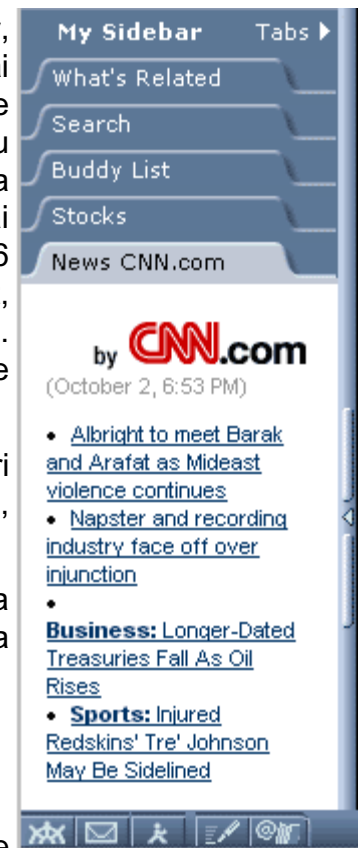 My Sidebar Tabs
What's Related
Search
Buddy List
Stocks
News CNN.com
by CNN.com
(October 2, 6:53 PM)
• Albright to meet Barak
and Arafat as Mideast
violence continues
• Napster and recording
industry face off over
injunction
•
Business: Longer-Dated
Treasuries Fall As Oil
Rises
• Sports: Injured
Redskins' Tre' Johnson
May Be Sidelined